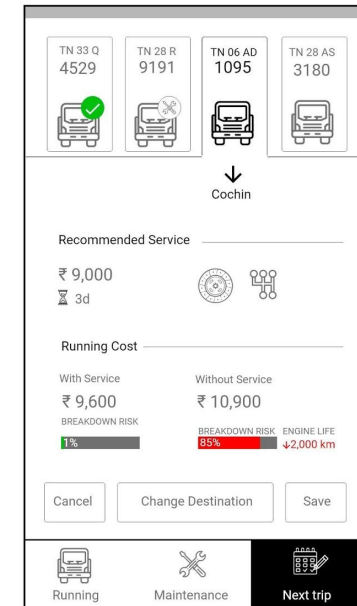 TN 33 Q
4529
TN 28 R
9191
TN 06 AD
1095
TN 28 AS
3180
Cochin
Recommended Service
₹ 9,000
3d
Running Cost
With Service
₹ 9,600
BREAKDOWN RISK
1%
Without Service
₹ 10,900
BREAKDOWN RISK ENGINE LIFE
85% ↓2,000 km
Cancel
Change Destination
Save
Running
Maintenance
Next trip